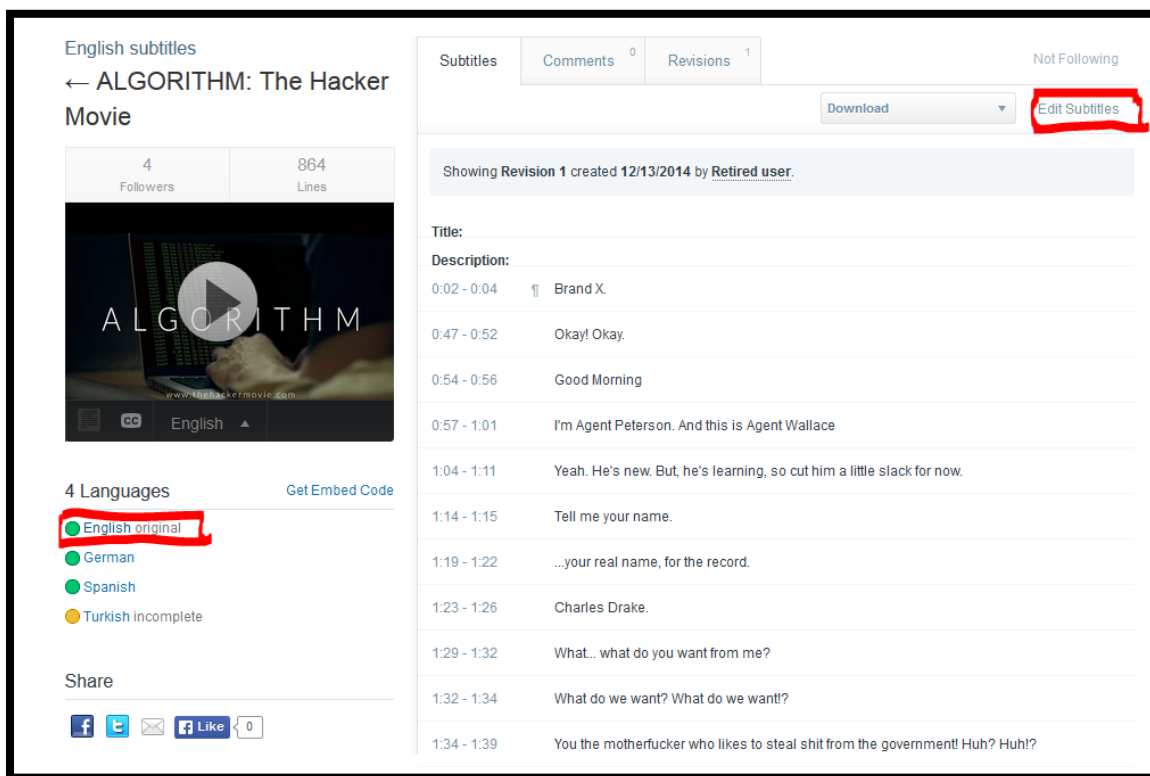 English subtitles
← ALGORITHM: The Hacker
Movie
4
Followers
864
Lines
ALGORITHM
www.thehackermovie.com
CC
English ▲
4 Languages
Get Embed Code
English original
German
Spanish
Turkish incomplete
Share
Like
0
Subtitles
Comments 0
Revisions 1
Not Following
Download ▼
Edit Subtitles
Showing Revision 1 created 12/13/2014 by Retired user.
Title:
Description:
0:02 - 0:04 ¶ Brand X.
0:47 - 0:52 Okay! Okay.
0:54 - 0:56 Good Morning
0:57 - 1:01 I'm Agent Peterson. And this is Agent Wallace
1:04 - 1:11 Yeah. He's new. But, he's learning, so cut him a little slack for now.
1:14 - 1:15 Tell me your name.
1:19 - 1:22 ...your real name, for the record.
1:23 - 1:26 Charles Drake.
1:29 - 1:32 What... what do you want from me?
1:32 - 1:34 What do we want? What do we want!?
1:34 - 1:39 You the motherfucker who likes to steal shit from the government! Huh? Huh!?